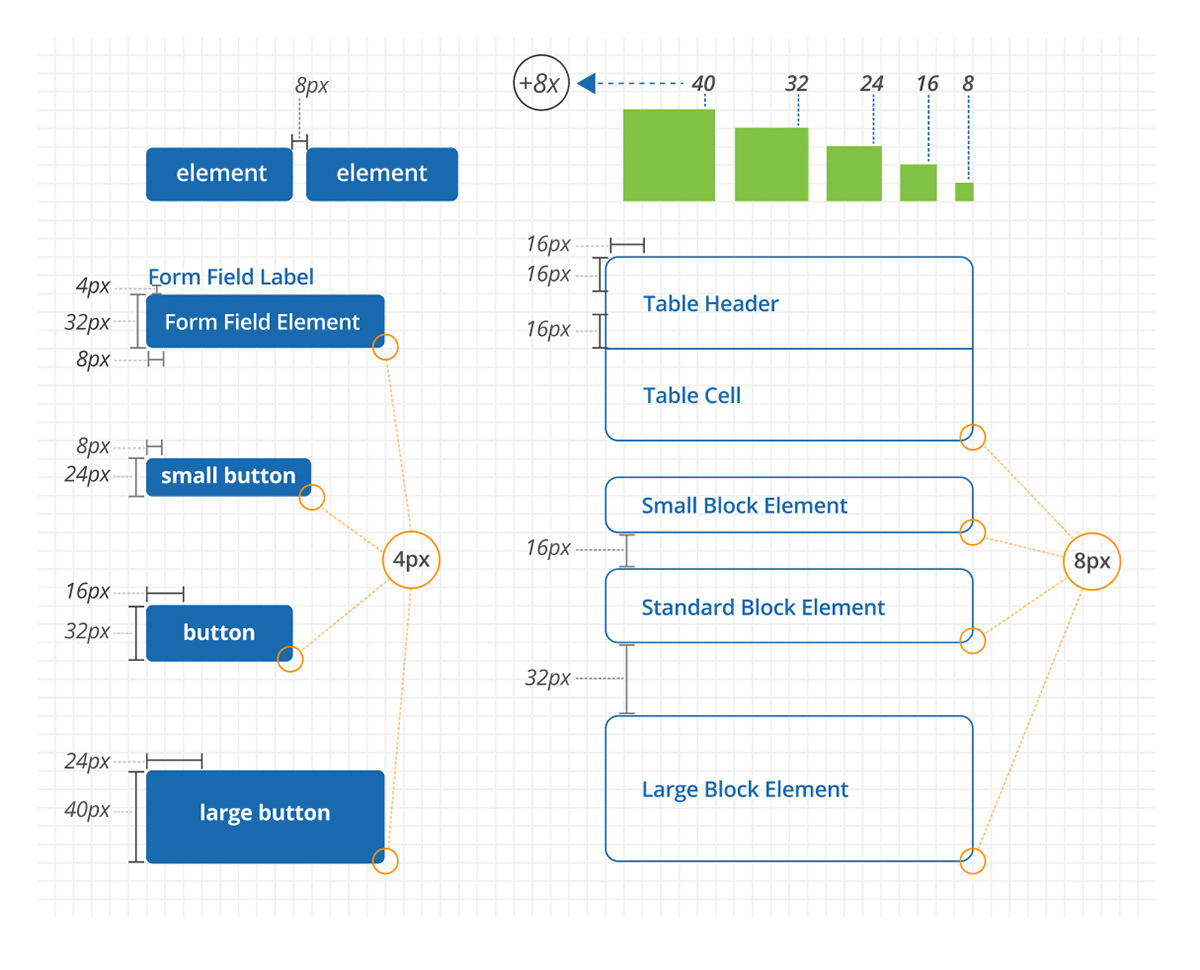 8px
element
element
+8x
40
32
24
16
8
Form Field Label
4px
32px
Form Field Element
8px
8px
24px
small button
4px
16px
32px
button
24px
40px
large button
16px
16px
Table Header
16px
Table Cell
Small Block Element
16px
8px
Standard Block Element
32px
Large Block Element